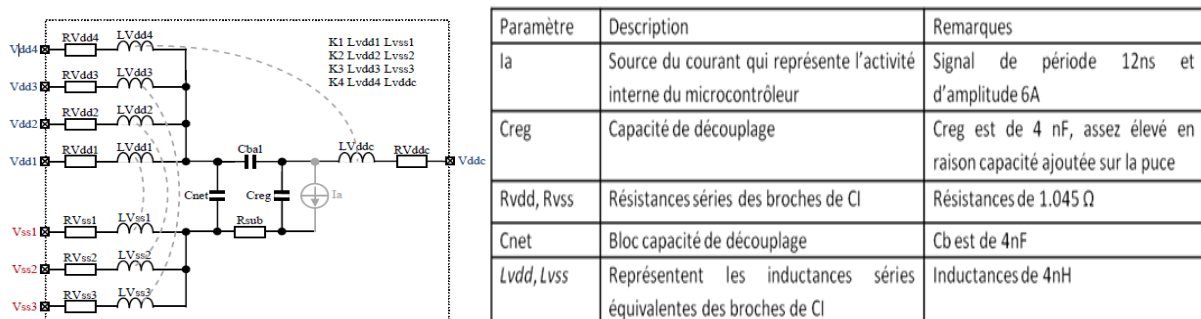 Vdd4 RVdd4 LVdd4
Vdd3 RVdd3 LVdd3
Vdd2 RVdd2 LVdd2
Vdd1 RVdd1 LVdd1
K1 Lvdd1 Lvss1
K2 Lvdd2 Lvss2
K3 Lvdd3 Lvss3
K4 Lvdd4 Lvddc
Cbal LVddc RVddc Vddc
Cnet Creg Ia
Rsub
Vss1 RVss1 LVss1
Vss2 RVss2 LVss2
Vss3 RVss3 LVss3
Paramètre Description Remarques
Ia Source du courant qui représente l’activité Signal de période 12ns et
interne du microcontrôleur d’amplitude 6A
Creg Capacité de découplage Creg est de 4 nF, assez élevé en
raison capacité ajoutée sur la puce
Rvdd, Rvss Résistances séries des broches de CI Résistances de 1.045 Ω
Cnet Bloc capacité de découplage Cb est de 4nF
Lvdd, Lvss Représentent les inductances séries Inductances de 4nH
équivalentes des broches de CI